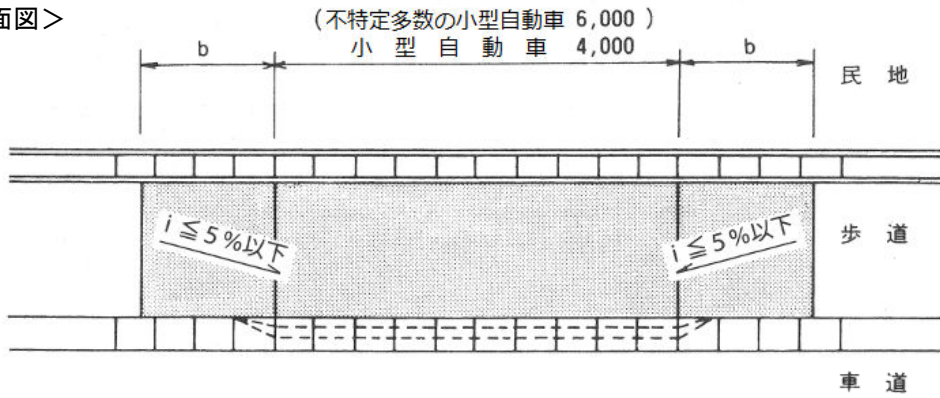 面図＞
（不特定多数の小型自動車 6,000 ）
小型自動車 4,000
b
b
民地
i≦5%以下
i≦5%以下
歩道
車道